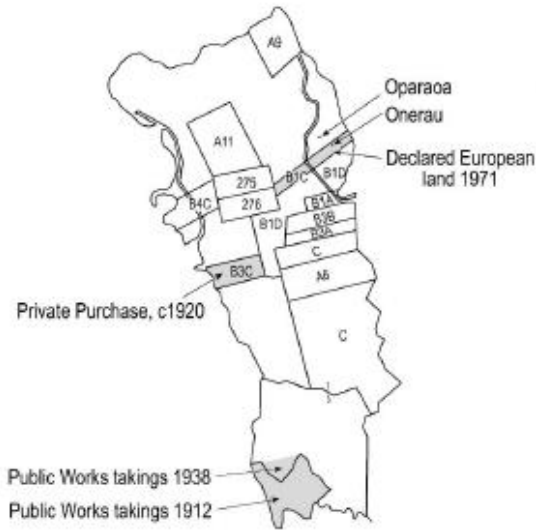 A9
Oparaoa
Onerau
Declared European
land 1971
A11
B1C
B1D
275
B4C
276
B1A
B3B
B1D
B2A
C
B3C
A6
Private Purchase, c1920
C
Public Works takings 1938
Public Works takings 1912